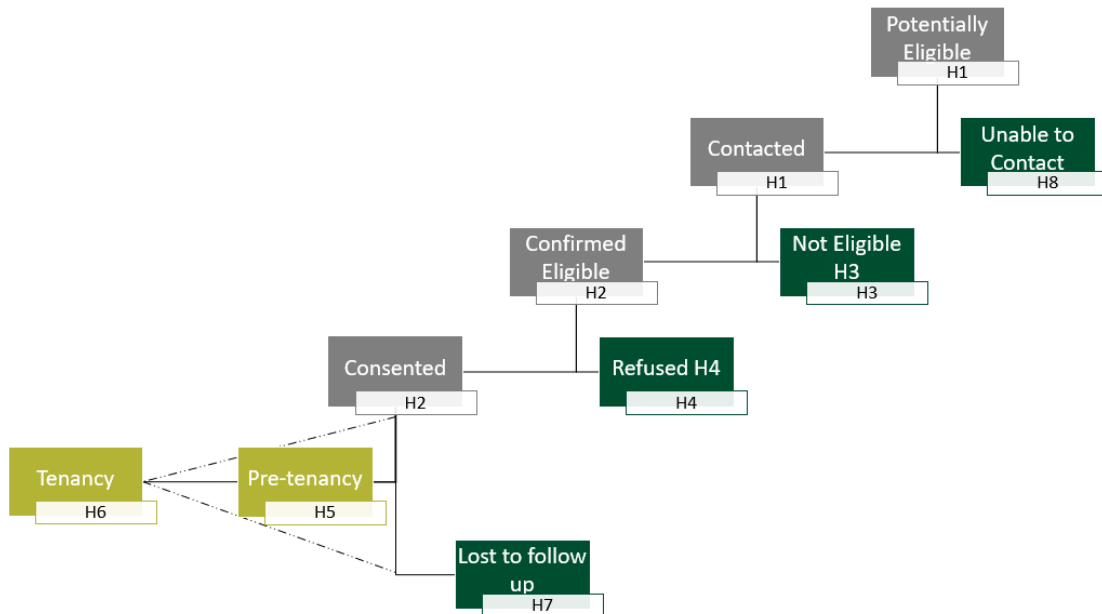 Potentially
Eligible
H1
Contacted
H1
Unable to
Contact
H8
Confirmed
Eligible
H2
Not Eligible
H3
H3
Consented
H2
Refused H4
H4
Tenancy
H6
Pre-tenancy
H5
Lost to follow
up
H7